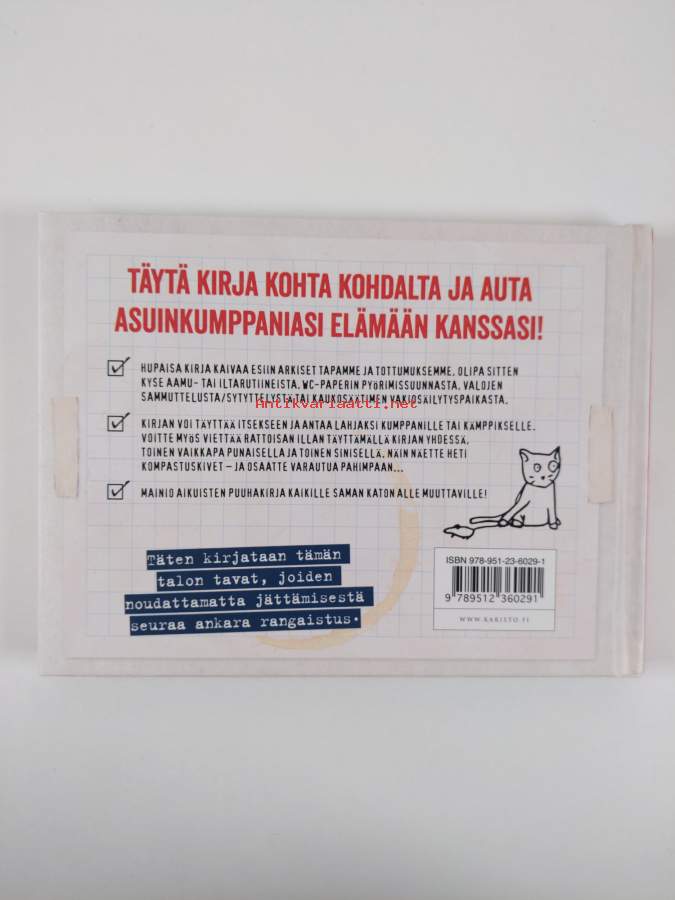 TÄYTÄ KIRJA KOHTA KOHDALTA JA AUTA
ASUINKUMPPANIASI ELÄMÄÄN KANSSASI!
HUPAISA KIRJA KAIVAA ESIIN ARKISET TAPAMME JA TOTTUMUKSEMME, OLIPA SITTEN
KYSE AAMU- TAI ILTARUTIINEISTA, WC-PAPERIN PYÖRIMISSUUNNASTA, VALOJEN
SAMMUTTELUSTA/SYTYTTELYSTÄ TAI KAUKOSÄÄTIMEN VAKIOSÄILYTYSPAIKASTA.
Antikvariaatti.net
KIRJAN VOI TÄYTTÄÄ ITSEKSEEN JA ANTAA LAHJAKSI KUMPPANILLE TAI KÄMPPIKSELLE.
VOITTE MYÖS VIETTÄÄ RATTOISAN ILLAN TÄYTTÄMÄLLÄ KIRJAN YHDESSÄ,
TOINEN VAIKKAPA PUNAISELLA JA TOINEN SINISELLÄ. NÄIN NÄETTE HETI
KOMPASTUSKIVET – JA OSAATTE VARAUTUA PAHIMPAAN...
MAINIO AIKUISTEN PUUHAKIRJA KAIKILLE SAMAN KATON ALLE MUUTTAVILLE!
Täten kirjataan tämän
talon tavat, joiden
noudattamatta jättämisestä
seuraa ankara rangaistus.
ISBN 978-951-23-6029-1
9 789512 360291
WWW.KARISTO.FI